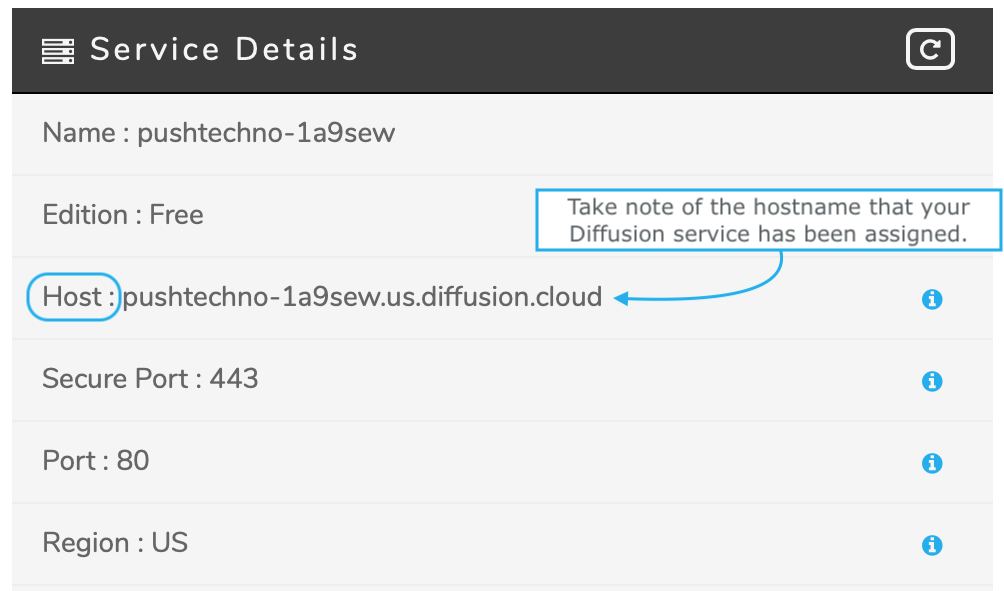 Service Details
Name : pushtechno-1a9sew
Edition : Free
Take note of the hostname that your
Diffusion service has been assigned.
Host : pushtechno-1a9sew.us.diffusion.cloud
Secure Port : 443
Port : 80
Region : US